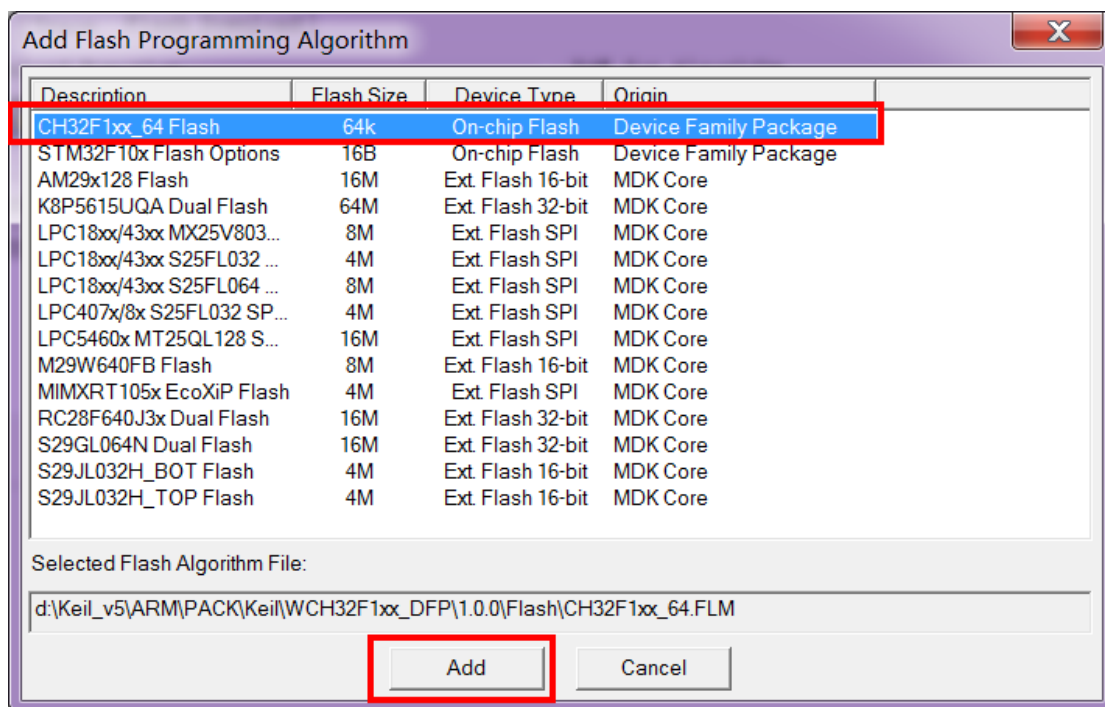 Add Flash Programming Algorithm
Description Flash Size Device Type Origin
CH32F1xx_64 Flash 64k On-chip Flash Device Family Package
STM32F10x Flash Options 16B On-chip Flash Device Family Package
AM29x128 Flash 16M Ext. Flash 16-bit MDK Core
K8P5615UQA Dual Flash 64M Ext. Flash 32-bit MDK Core
LPC18xx/43xx MX25V803... 8M Ext. Flash SPI MDK Core
LPC18xx/43xx S25FL032 ... 4M Ext. Flash SPI MDK Core
LPC18xx/43xx S25FL064 ... 8M Ext. Flash SPI MDK Core
LPC407x/8x S25FL032 SP... 4M Ext. Flash SPI MDK Core
LPC5460x MT25QL128 S... 16M Ext. Flash SPI MDK Core
M29W640FB Flash 8M Ext. Flash 16-bit MDK Core
MIMXRT105x EcoXiP Flash 4M Ext. Flash SPI MDK Core
RC28F640J3x Dual Flash 16M Ext. Flash 32-bit MDK Core
S29GL064N Dual Flash 16M Ext. Flash 32-bit MDK Core
S29JL032H_BOT Flash 4M Ext. Flash 16-bit MDK Core
S29JL032H_TOP Flash 4M Ext. Flash 16-bit MDK Core
Selected Flash Algorithm File:
d:\Keil_v5\ARM\PACK\Keil\WCH32F1xx_DFP\1.0.0\Flash\CH32F1xx_64.FLM
Add Cancel